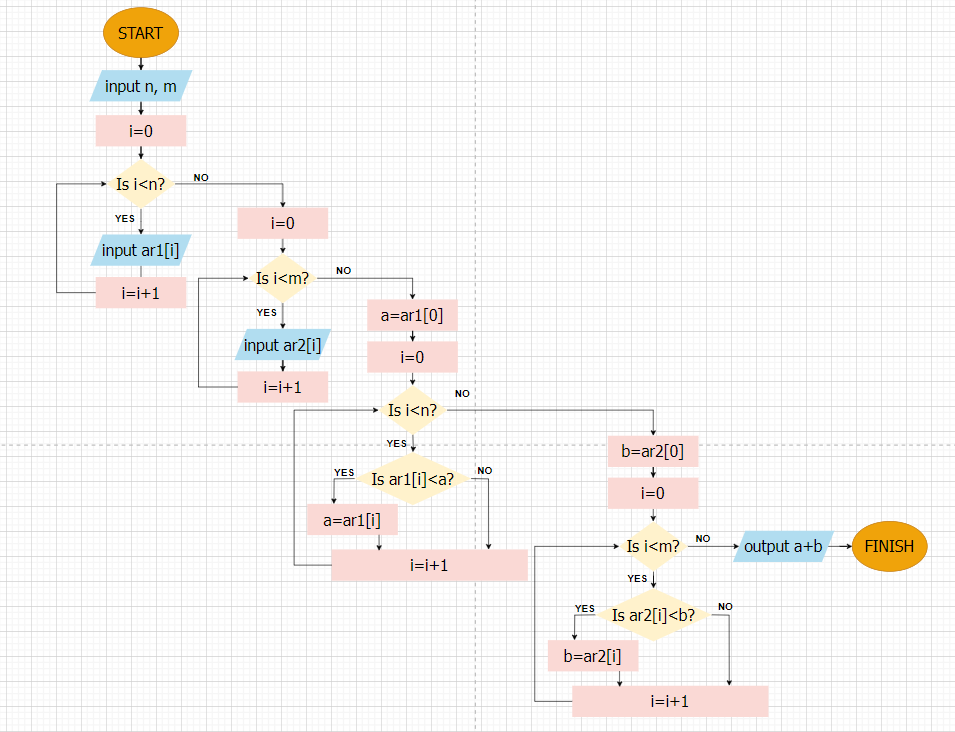 START
input n, m
i=0
Is i<n?
NO
YES
input ar1[i]
i=i+1
i=0
Is i<m?
NO
YES
input ar2[i]
i=i+1
a=ar1[0]
i=0
Is i<n?
NO
YES
Is ar1[i]<a?
YES
NO
a=ar1[i]
i=i+1
b=ar2[0]
i=0
Is i<m?
NO
output a+b
FINISH
YES
Is ar2[i]<b?
YES
NO
b=ar2[i]
i=i+1